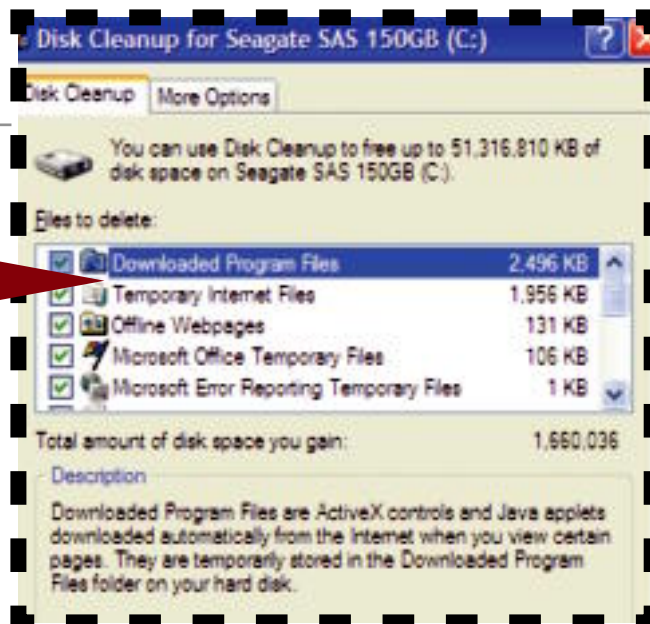 Disk Cleanup for Seagate SAS 150GB (C:)
Disk Cleanup More Options
You can use Disk Cleanup to free up to 51,316,810 KB of
disk space on Seagate SAS 150GB (C:).
Files to delete:
Downloaded Program Files 2,496 KB
Temporary Internet Files 1,956 KB
Offline Webpages 131 KB
Microsoft Office Temporary Files 106 KB
Microsoft Error Reporting Temporary Files 1 KB
Total amount of disk space you gain: 1,660,036
Description
Downloaded Program Files are ActiveX controls and Java applets
downloaded automatically from the Internet when you view certain
pages. They are temporarily stored in the Downloaded Program
Files folder on your hard disk.